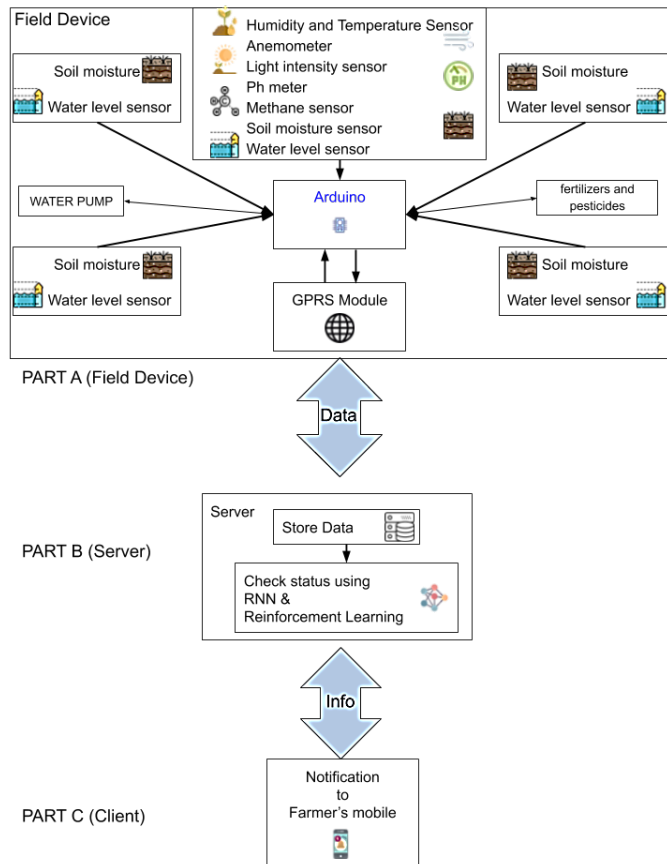 Field Device
Humidity and Temperature Sensor
Anemometer
Light intensity sensor
Ph meter
Methane sensor
Soil moisture sensor
Water level sensor
PH
Soil moisture
Water level sensor
Soil moisture
Water level sensor
WATER PUMP
Arduino
fertilizers and
pesticides
Soil moisture
Water level sensor
Soil moisture
Water level sensor
GPRS Module
PART A (Field Device)
Data
PART B (Server)
Server
Store Data
Check status using
RNN &
Reinforcement Learning
Info
PART C (Client)
Notification
to
Farmer's mobile